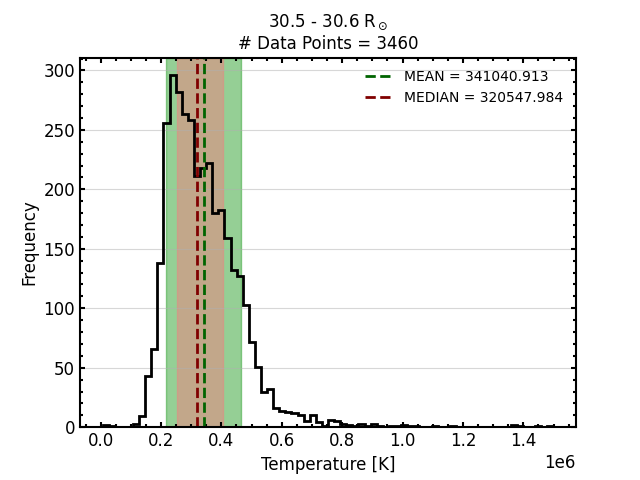 30.5 - 30.6 R⊙
# Data Points = 3460
MEAN = 341040.913
MEDIAN = 320547.984
Frequency
300
250
200
150
100
50
0
0.0 0.2 0.4 0.6 0.8 1.0 1.2 1.4
1e6
Temperature [K]